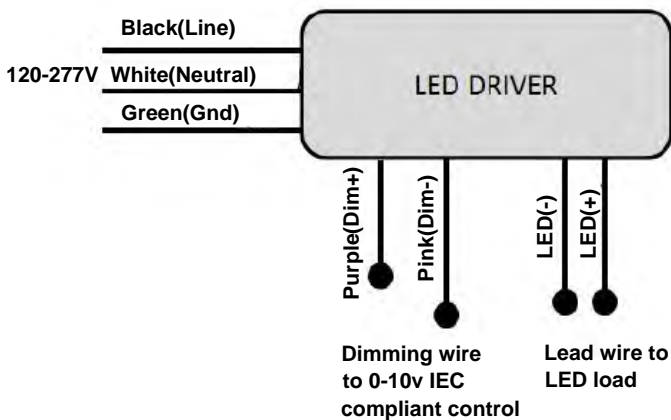 Black(Line)
120-277V White(Neutral)
Green(Gnd)
LED DRIVER
Purple(Dim+)
Pink(Dim-)
LED(-)
LED(+)
Dimming wire
to 0-10v IEC
compliant control
Lead wire to
LED load